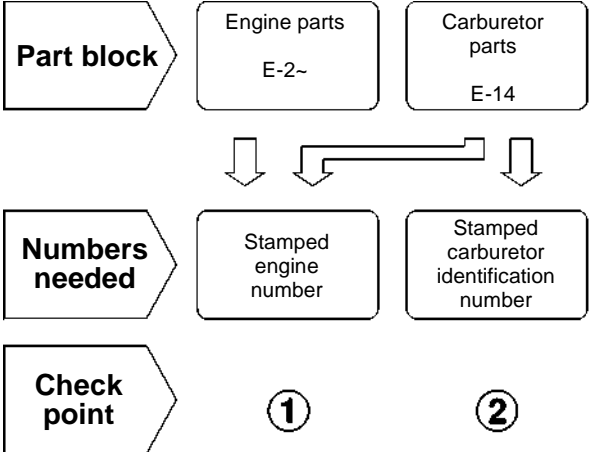 Part block
Engine parts
E-2~
Carburetor
parts
E-14
Numbers
needed
Stamped
engine
number
Stamped
carburetor
identification
number
Check
point
①
②